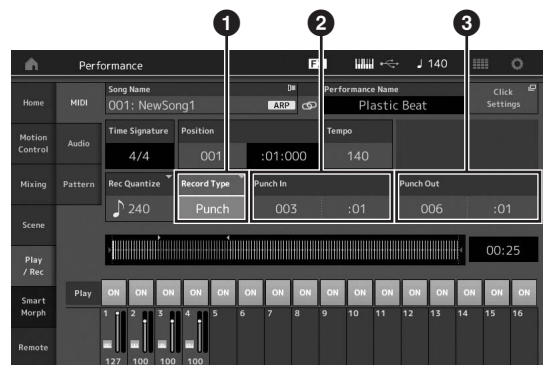 1 2 3
Performance FX 140
Home MIDI Song Name Performance Name Click Settings
001: NewSong1 ARP Plastic Beat
Motion Control Audio Time Signature Position Tempo
4/4 001 :01:000 140
Mixing Pattern Rec Quantize Record Type Punch In Punch Out
240 Punch 003 :01 006 :01
Scene
Play / Rec 00:25
Play ON ON ON ON ON ON ON ON ON ON ON ON ON ON ON ON
Smart Morph 1 2 3 4 5 6 7 8 9 10 11 12 13 14 15 16
Remote 127 100 100 100